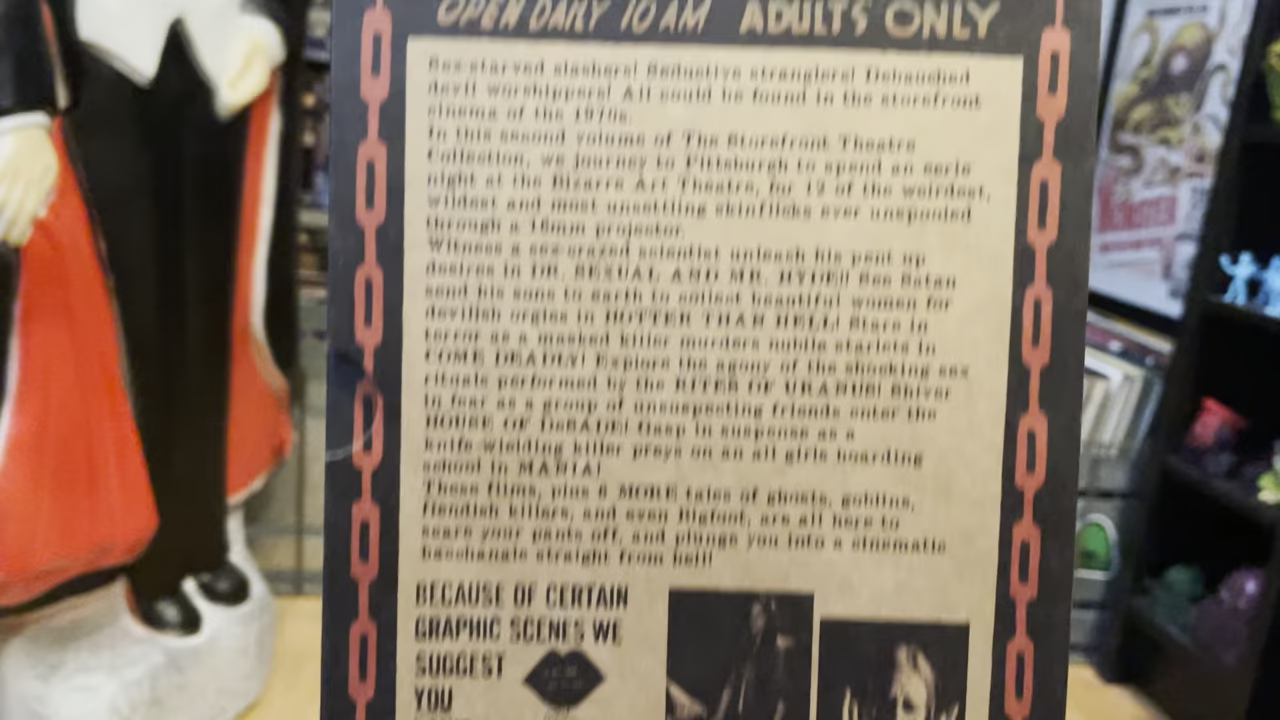 OPEN DAILY 10 AM ADULTS ONLY
Sex-starved slashers! Seductive stranglers! Debauched
devil worshippers! All could be found in the storefront
cinema of the 1970s.
In this second volume of The Storefront Theatre
Collection, we journey to Pittsburgh to spend an eerie
night at the Bizarre Art Theatre, for 12 of the weirdest,
wildest and most unsettling skinflicks ever unspooled
through a 16mm projector.
Witness a sex-crazed scientist unleash his pent up
desires in DR. SEXUAL AND MR. HYDE!! See Satan
send his sons to earth to collect beautiful women for
devilish orgies in HOTTER THAN HELL! Stare in
terror as a masked killer murders nubile starlets in
COME DEADLY! Explore the agony of the shocking sex
rituals performed by the RITES OF URANUS! Shiver
in fear as a group of unsuspecting friends enter the
HOUSE OF DeSADE! Gasp in suspense as a
knife-wielding killer preys on an all girls boarding
school in MANIA!
These films, plus 6 MORE tales of ghosts, goblins,
fiendish killers, and even Bigfoot, are all here to
scare your pants off, and plunge you into a cinematic
bacchanale straight from hell!
BECAUSE OF CERTAIN
GRAPHIC SCENES WE
SUGGEST
YOU